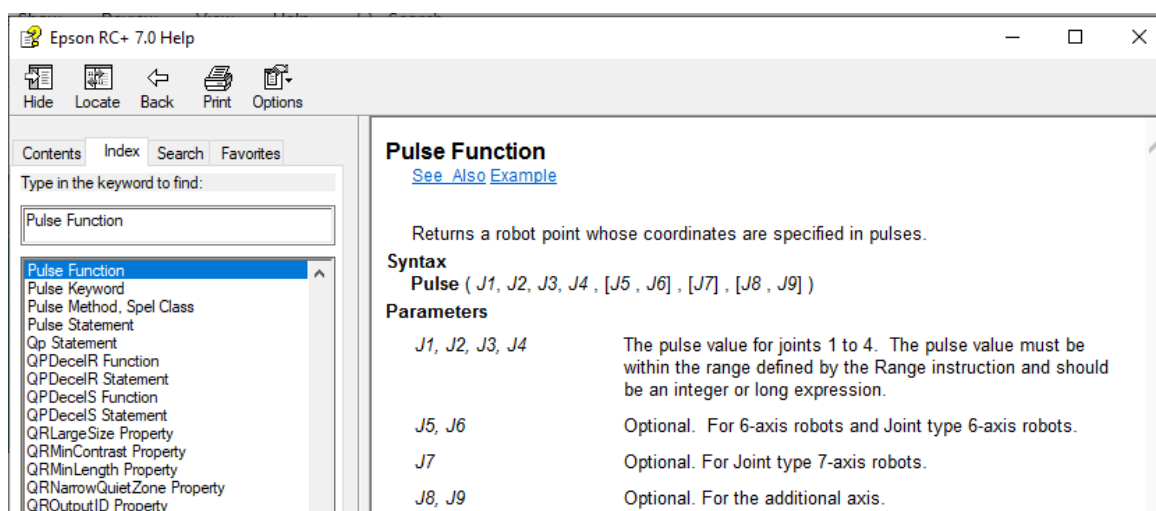 Epson RC+ 7.0 Help
Hide Locate Back Print Options
Contents Index Search Favorites
Type in the keyword to find:
Pulse Function
Pulse Function
Pulse Keyword
Pulse Method, Spel Class
Pulse Statement
Qp Statement
QPDecelR Function
QPDecelR Statement
QPDecelS Function
QPDecelS Statement
QRLargeSize Property
QRMinContrast Property
QRMinLength Property
QRNarrowQuietZone Property
QROutputID Property
Pulse Function
See Also Example
Returns a robot point whose coordinates are specified in pulses.
Syntax
Pulse ( J1, J2, J3, J4 , [J5 , J6] , [J7] , [J8 , J9] )
Parameters
J1, J2, J3, J4 The pulse value for joints 1 to 4. The pulse value must be
within the range defined by the Range instruction and should
be an integer or long expression.
J5, J6 Optional. For 6-axis robots and Joint type 6-axis robots.
J7 Optional. For Joint type 7-axis robots.
J8, J9 Optional. For the additional axis.